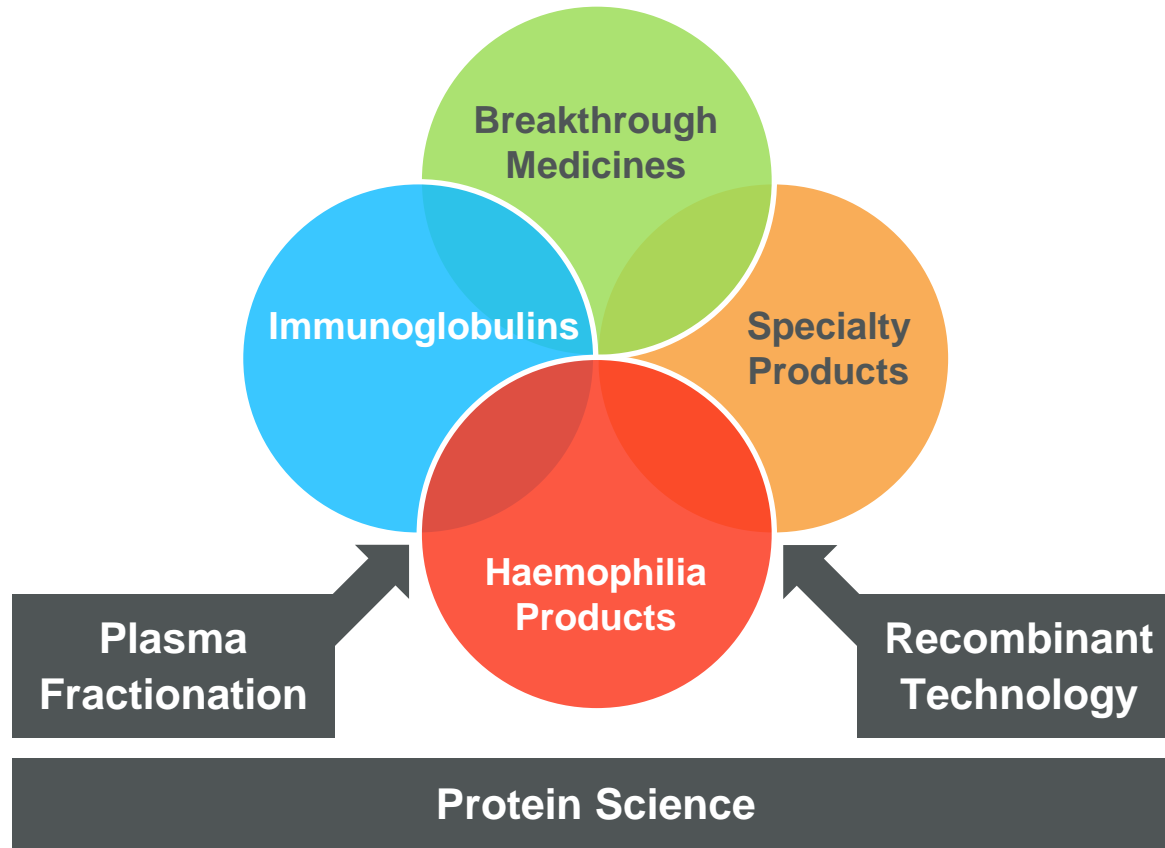 Breakthrough
Medicines
Immunoglobulins
Specialty
Products
Haemophilia
Products
Plasma
Fractionation
Recombinant
Technology
Protein Science